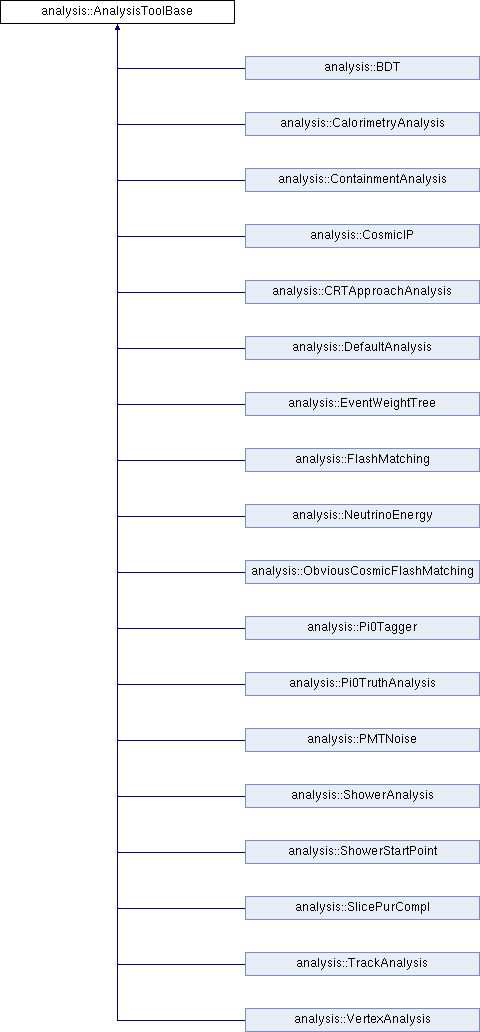 analysis::AnalysisToolBase
analysis::BDT
analysis::CalorimetryAnalysis
analysis::ContainmentAnalysis
analysis::CosmicIP
analysis::CRTApproachAnalysis
analysis::DefaultAnalysis
analysis::EventWeightTree
analysis::FlashMatching
analysis::NeutrinoEnergy
analysis::ObviousCosmicFlashMatching
analysis::Pi0Tagger
analysis::Pi0TruthAnalysis
analysis::PMTNoise
analysis::ShowerAnalysis
analysis::ShowerStartPoint
analysis::SlicePurCompl
analysis::TrackAnalysis
analysis::VertexAnalysis